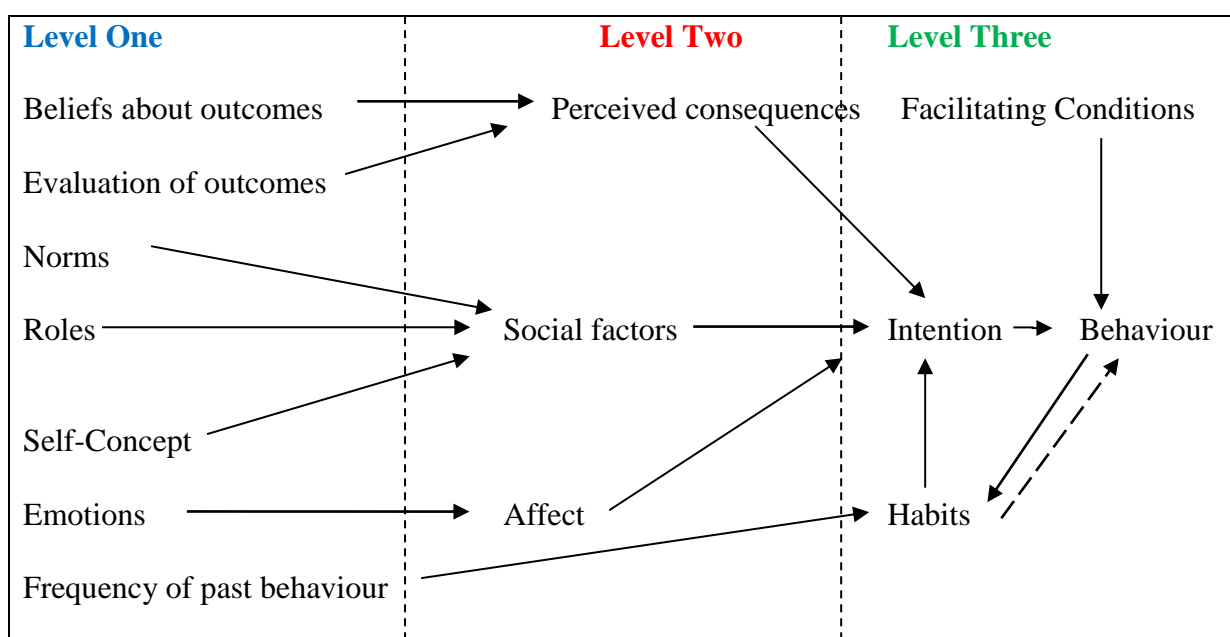 Level One Level Two Level Three
Beliefs about outcomes Perceived consequences Facilitating Conditions
Evaluation of outcomes
Norms
Roles Social factors Intention Behaviour
Self-Concept
Emotions Affect Habits
Frequency of past behaviour